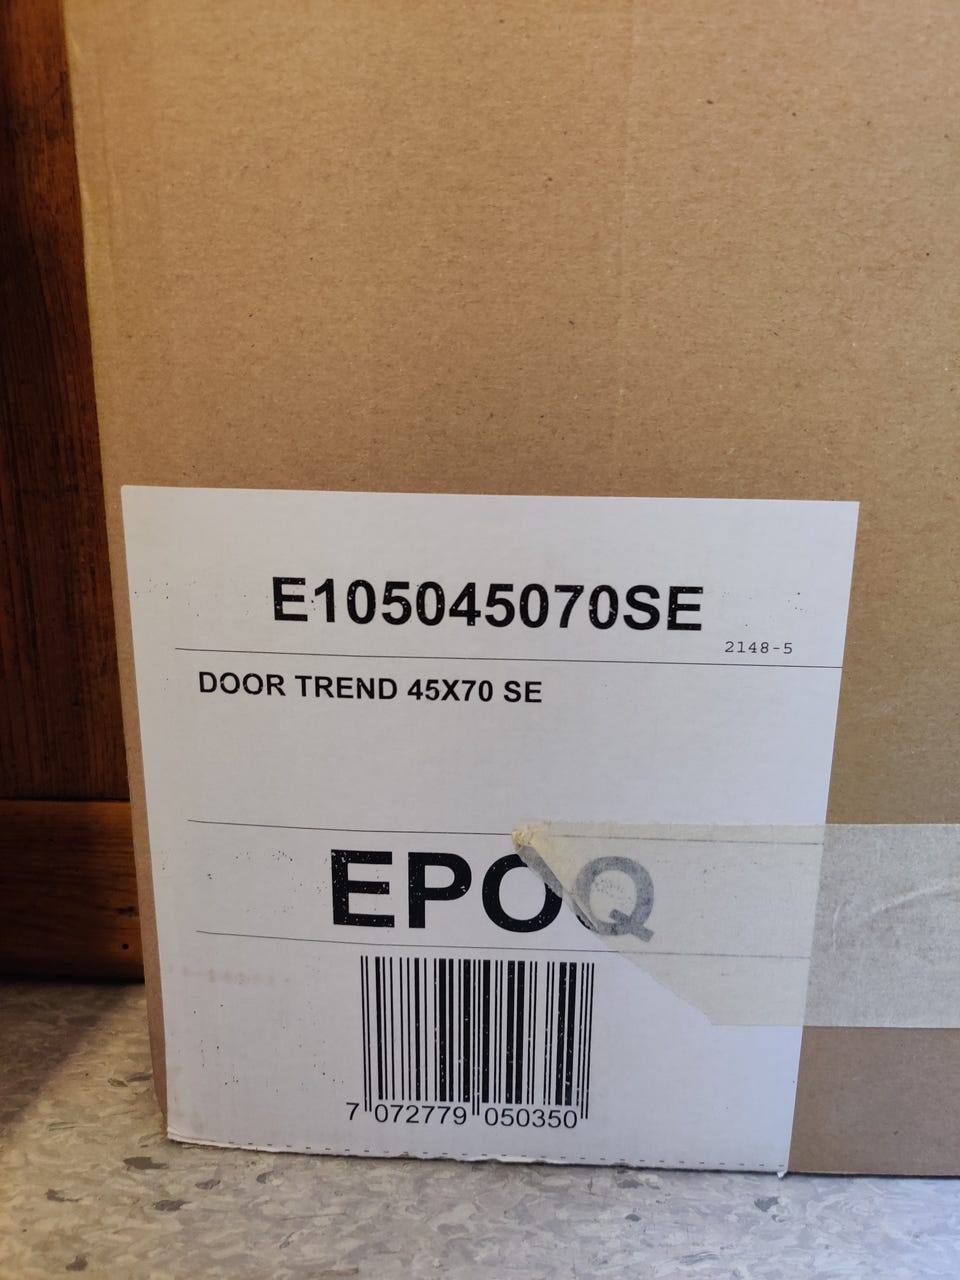 E105045070SE
2148-5
DOOR TREND 45X70 SE
EPOQ
7 072779 050350